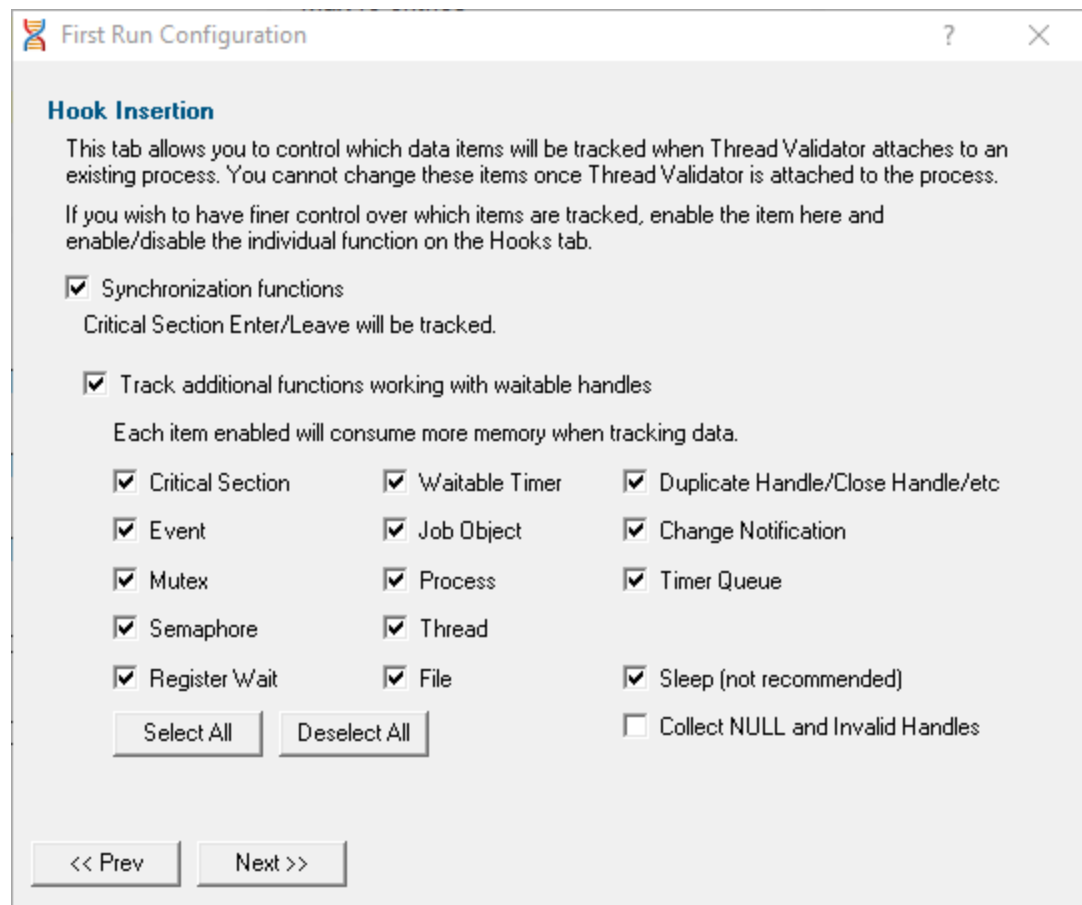 First Run Configuration
?
Hook Insertion
This tab allows you to control which data items will be tracked when Thread Validator attaches to an
existing process. You cannot change these items once Thread Validator is attached to the process.
If you wish to have finer control over which items are tracked, enable the item here and
enable/disable the individual function on the Hooks tab.
Synchronization functions
Critical Section Enter/Leave will be tracked.
Track additional functions working with waitable handles
Each item enabled will consume more memory when tracking data.
Critical Section Waitable Timer Duplicate Handle/Close Handle/etc
Event Job Object Change Notification
Mutex Process Timer Queue
Semaphore Thread
Register Wait File Sleep (not recommended)
Select All Deselect All Collect NULL and Invalid Handles
<< Prev Next >>